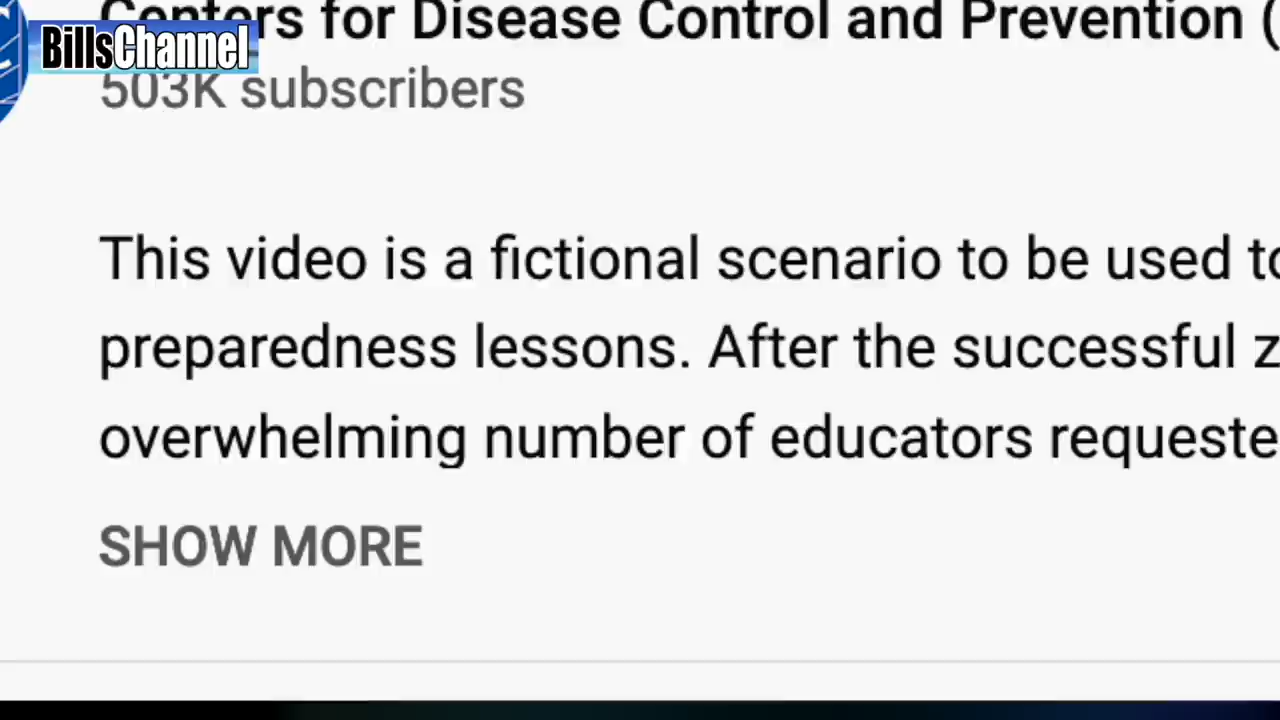 Centers for Disease Control and Prevention (
BillsChannel
503K subscribers
This video is a fictional scenario to be used to
preparedness lessons. After the successful z
overwhelming number of educators requeste
SHOW MORE